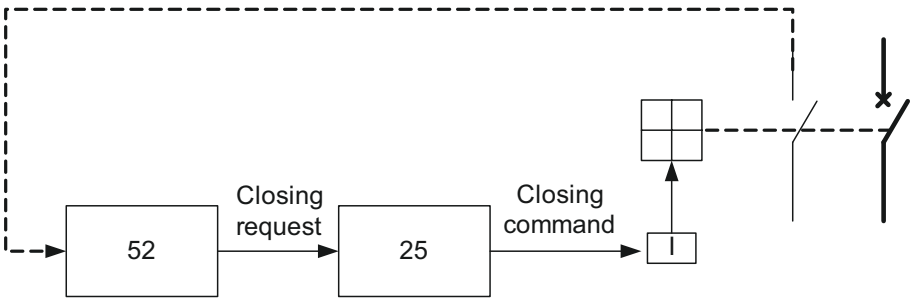 Closing
request
Closing
command
52
25
I